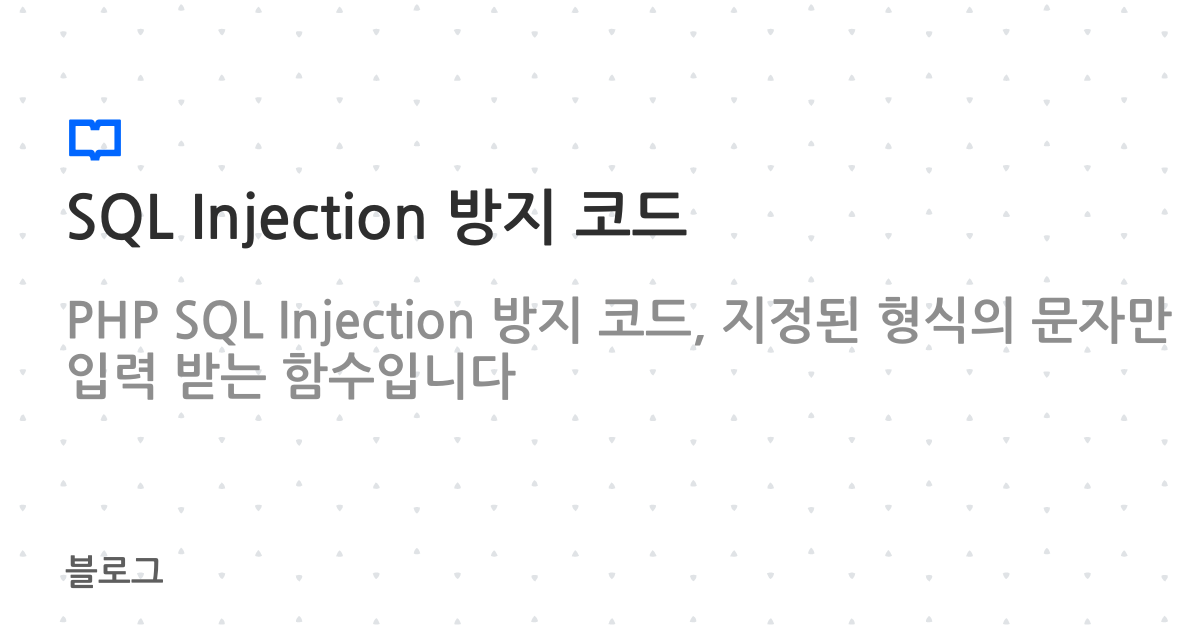 SQL Injection 방지 코드
PHP SQL Injection 방지 코드, 지정된 형식의 문자만
입력 받는 함수입니다
블로그